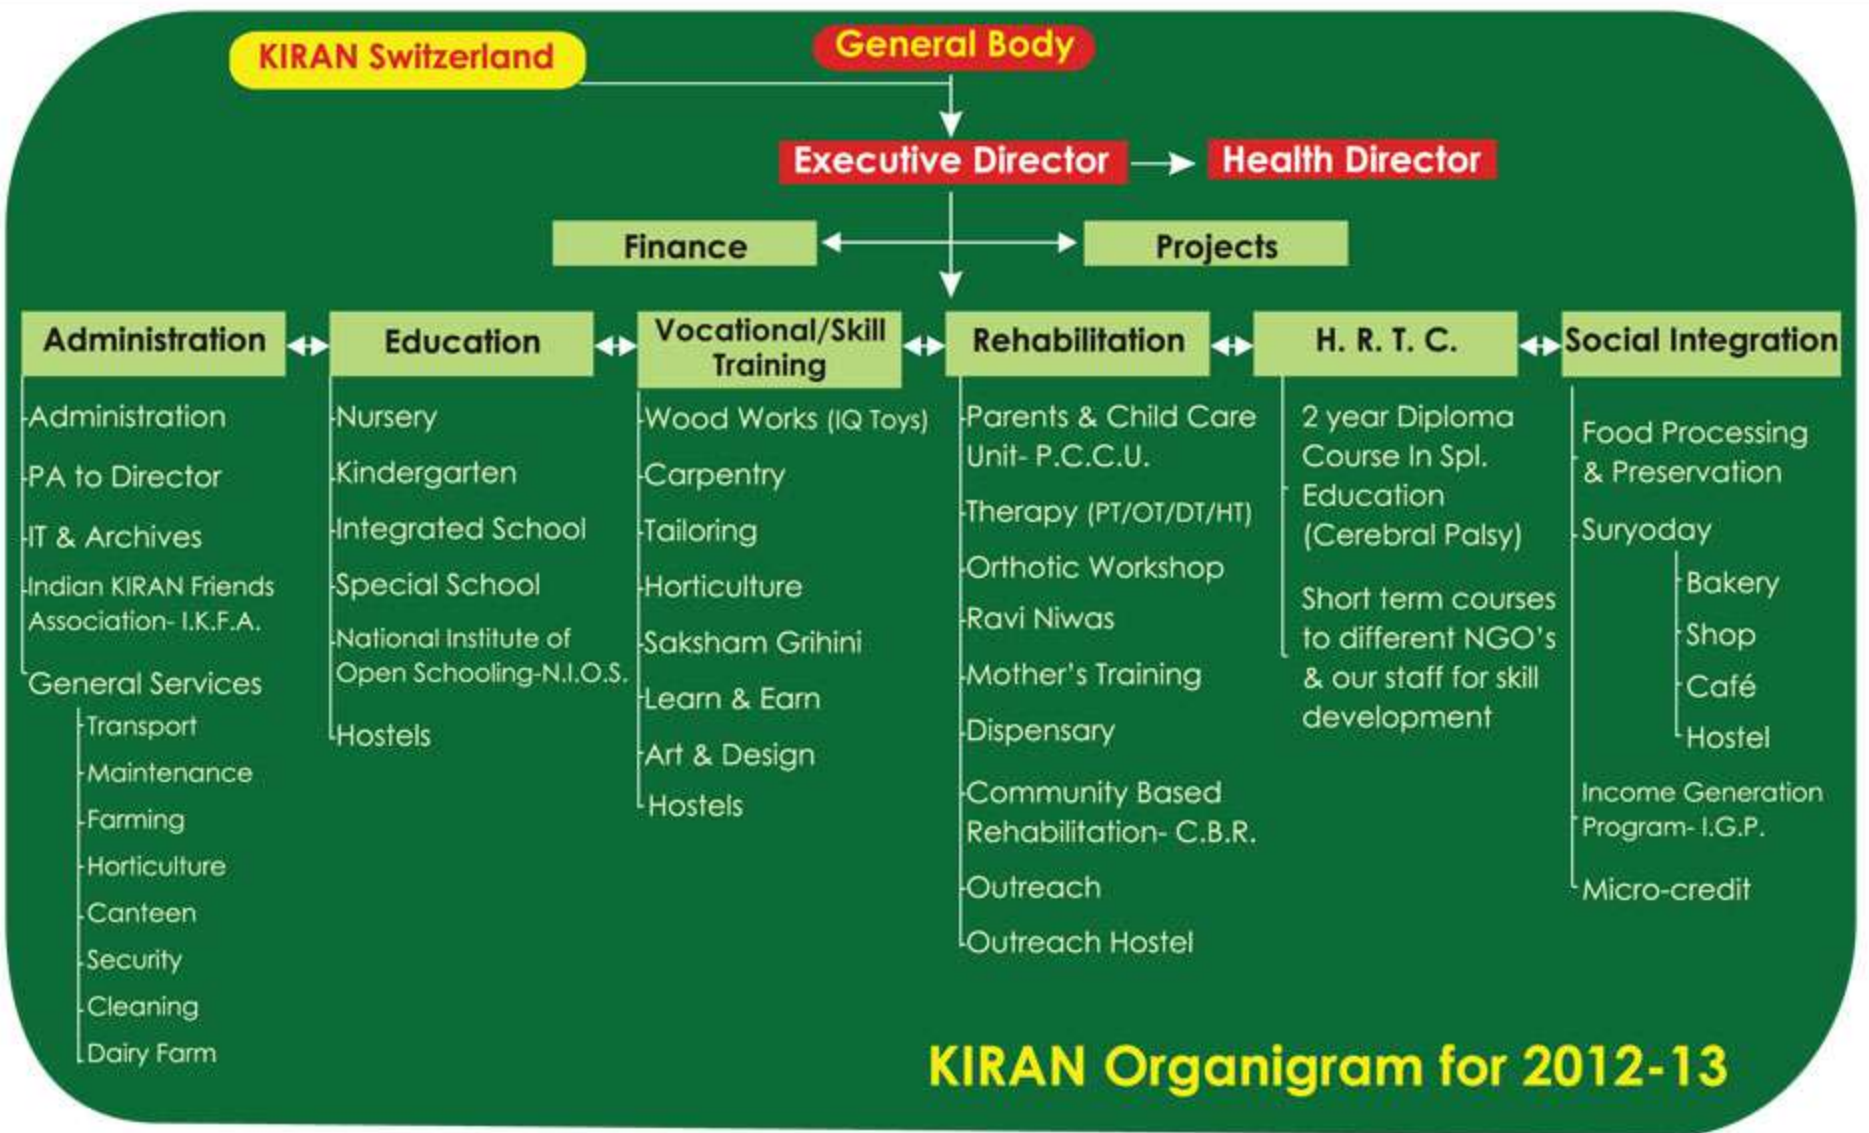 KIRAN Switzerland
General Body
Executive Director
Health Director
Finance
Projects
Administration
Administration
PA to Director
IT & Archives
Indian KIRAN Friends
Association- I.K.F.A.
General Services
Transport
Maintenance
Farming
Horticulture
Canteen
Security
Cleaning
Dairy Farm
Education
Nursery
Kindergarten
Integrated School
Special School
National Institute of
Open Schooling-N.I.O.S.
Hostels
Vocational/Skill
Training
Wood Works (IQ Toys)
Carpentry
Tailoring
Horticulture
Saksham Grihini
Learn & Earn
Art & Design
Hostels
Rehabilitation
Parents & Child Care
Unit- P.C.C.U.
Therapy (PT/OT/DT/HT)
Orthotic Workshop
Ravi Niwas
Mother's Training
Dispensary
Community Based
Rehabilitation- C.B.R.
Outreach
Outreach Hostel
H. R. T. C.
2 year Diploma
Course In Spl.
Education
(Cerebral Palsy)
Short term courses
to different NGO's
& our staff for skill
development
Social Integration
Food Processing
& Preservation
Suryoday
Bakery
Shop
Café
Hostel
Income Generation
Program- I.G.P.
Micro-credit
KIRAN Organigram for 2012-13